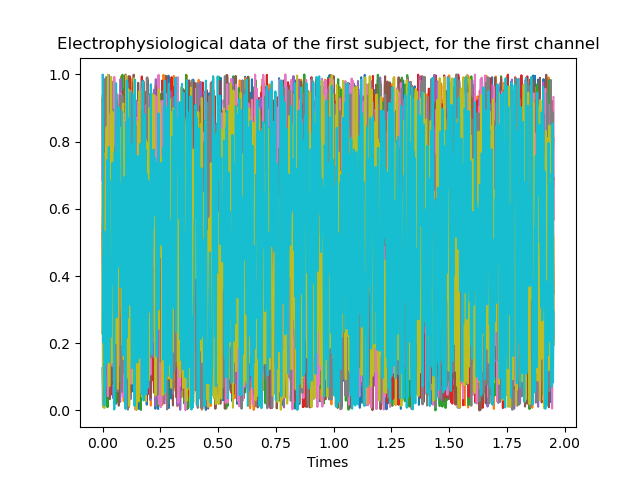 Electrophysiological data of the first subject, for the first channel
1.0
0.8
0.6
0.4
0.2
0.0
0.00 0.25 0.50 0.75 1.00 1.25 1.50 1.75 2.00
Times